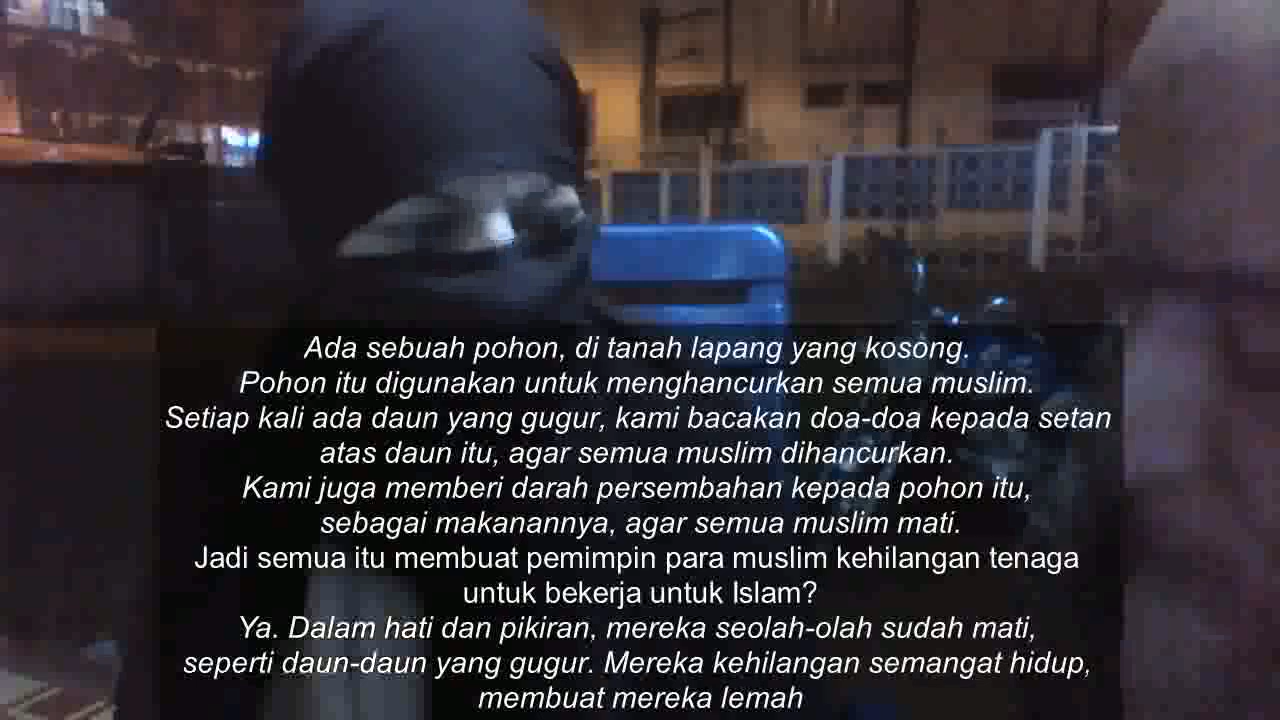 Ada sebuah pohon, di tanah lapang yang kosong.
Pohon itu digunakan untuk menghancurkan semua muslim.
Setiap kali ada daun yang gugur, kami bacakan doa-doa kepada setan
atas daun itu, agar semua muslim dihancurkan.
Kami juga memberi darah persembahan kepada pohon itu,
sebagai makanannya, agar semua muslim mati.
Jadi semua itu membuat pemimpin para muslim kehilangan tenaga
untuk bekerja untuk Islam?
Ya. Dalam hati dan pikiran, mereka seolah-olah sudah mati,
seperti daun-daun yang gugur. Mereka kehilangan semangat hidup,
membuat mereka lemah